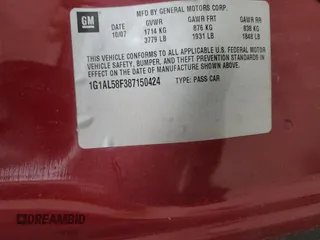 MFD BY GENERAL MOTORS CORP.
GM
DATE GVWR GAWR FRT GAWR RR
10/07 1714 KG 876 KG 838 KG
3779 LB 1931 LB 1848 LB
THIS VEHICLE CONFORMS TO ALL APPLICABLE U.S. FEDERAL MOTOR
VEHICLE SAFETY, BUMPER, AND THEFT PREVENTION STANDARDS IN
EFFECT ON THE DATE OF MANUFACTURE SHOWN ABOVE.
1G1AL58F387150424 TYPE: PASS CAR
DREAMBID